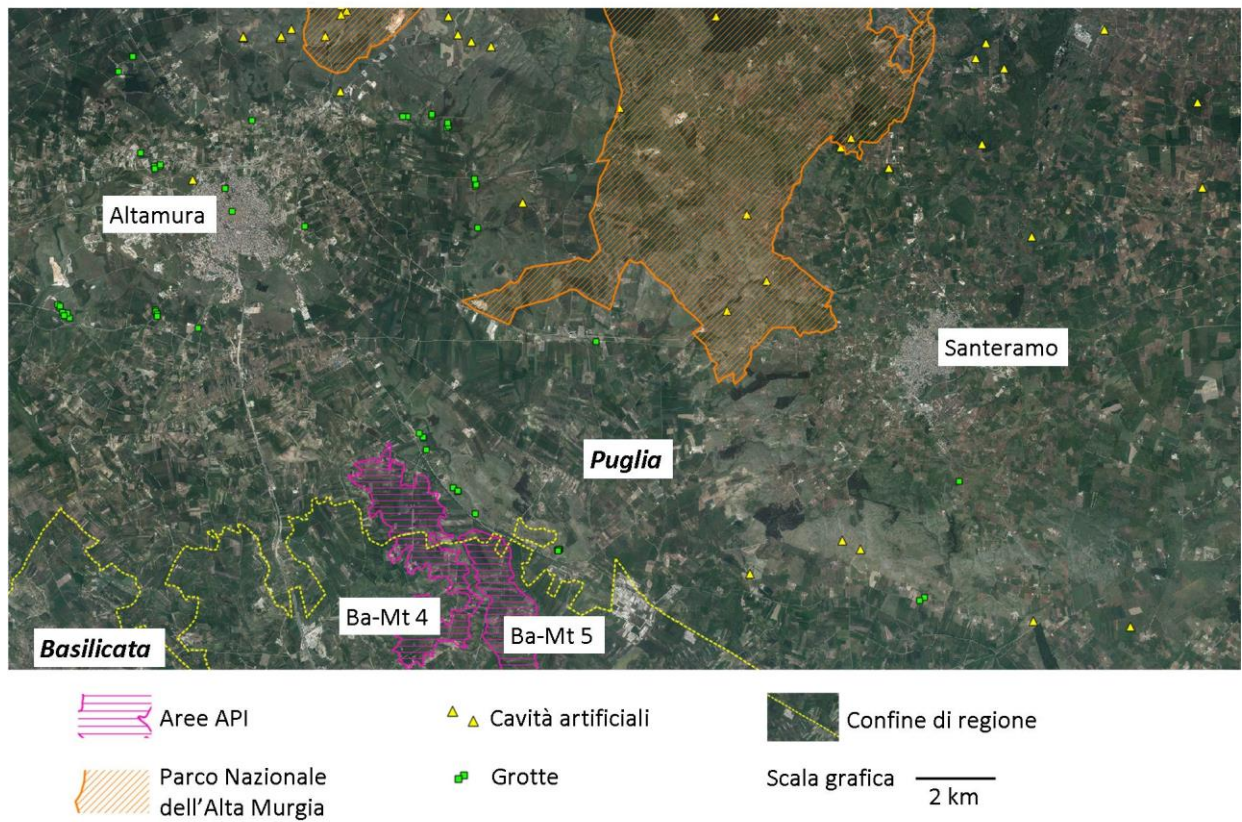 Altamura
Santeramo
Puglia
Ba-Mt 4
Ba-Mt 5
Basilicata
Aree API
Cavità artificiali
Confine di regione
Parco Nazionale
dell'Alta Murgia
Grotte
Scala grafica
2 km